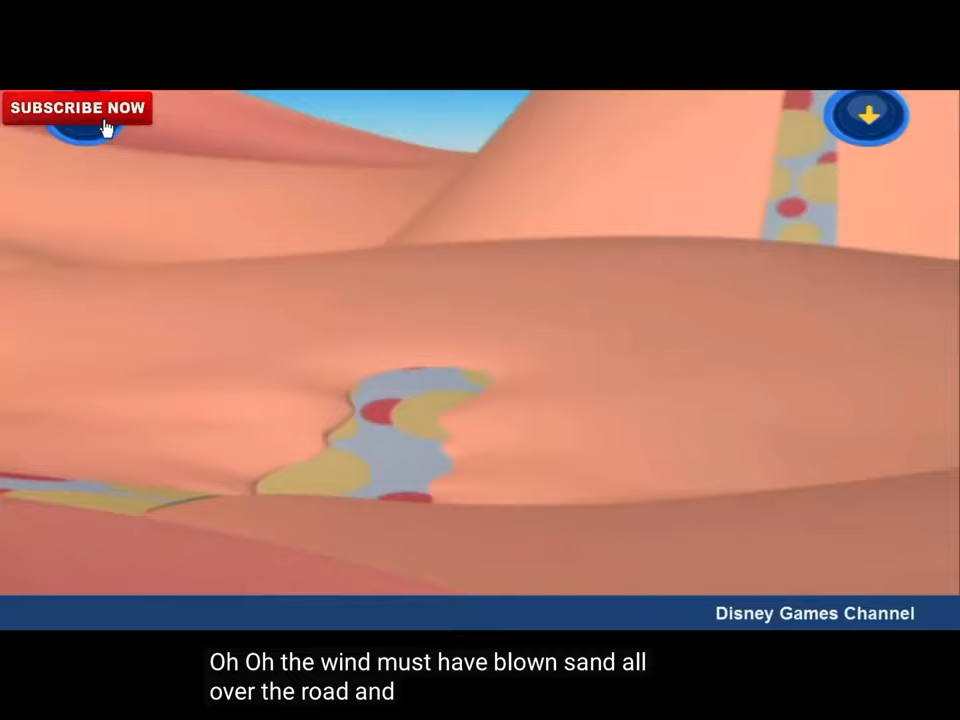 SUBSCRIBE NOW
Disney Games Channel
Oh Oh the wind must have blown sand all
over the road and